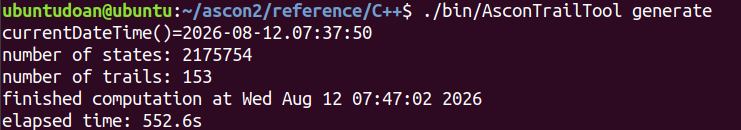 ubuntudoan@ubuntu:~/ascon2/reference/C++$ ./bin/AsconTrailTool generate
currentDateTime()=2026-08-12.07:37:50
number of states: 2175754
number of trails: 153
finished computation at Wed Aug 12 07:47:02 2026
elapsed time: 552.6s